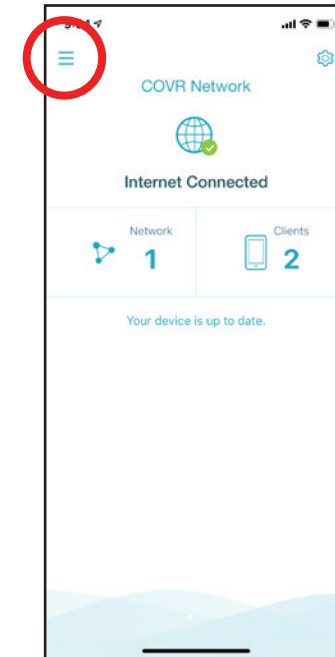 COVR Network
Internet Connected
Network
1
Clients
2
Your device is up to date.